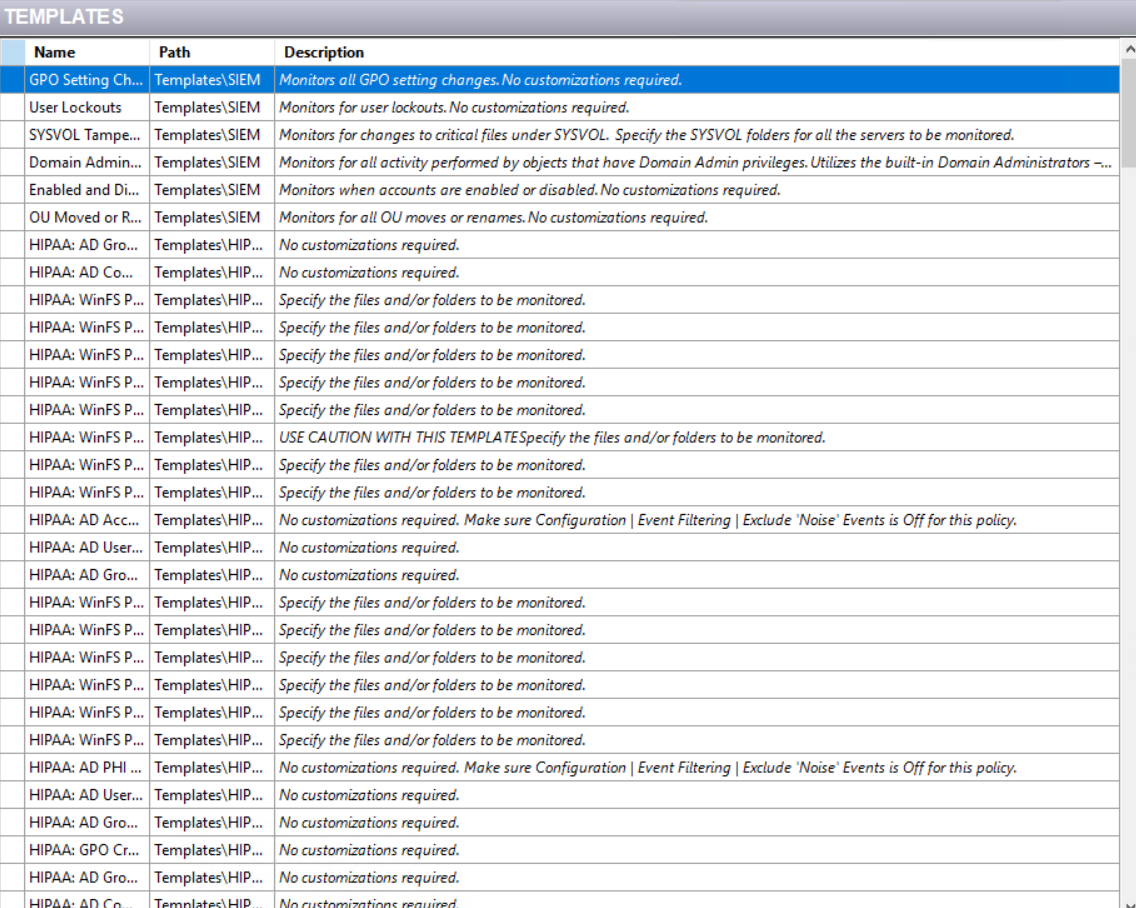 TEMPLATES
Name Path Description
GPO Setting Ch... Templates\SIEM Monitors all GPO setting changes. No customizations required.
User Lockouts Templates\SIEM Monitors for user lockouts. No customizations required.
SYSVOL Tampe... Templates\SIEM Monitors for changes to critical files under SYSVOL. Specify the SYSVOL folders for all the servers to be monitored.
Domain Admin... Templates\SIEM Monitors for all activity performed by objects that have Domain Admin privileges. Utilizes the built-in Domain Administrators –...
Enabled and Di... Templates\SIEM Monitors when accounts are enabled or disabled. No customizations required.
OU Moved or R... Templates\SIEM Monitors for all OU moves or renames. No customizations required.
HIPAA: AD Gro... Templates\HIP... No customizations required.
HIPAA: AD Co... Templates\HIP... No customizations required.
HIPAA: WinFS P... Templates\HIP... Specify the files and/or folders to be monitored.
HIPAA: WinFS P... Templates\HIP... Specify the files and/or folders to be monitored.
HIPAA: WinFS P... Templates\HIP... Specify the files and/or folders to be monitored.
HIPAA: WinFS P... Templates\HIP... Specify the files and/or folders to be monitored.
HIPAA: WinFS P... Templates\HIP... Specify the files and/or folders to be monitored.
HIPAA: WinFS P... Templates\HIP... USE CAUTION WITH THIS TEMPLATESpecify the files and/or folders to be monitored.
HIPAA: WinFS P... Templates\HIP... Specify the files and/or folders to be monitored.
HIPAA: WinFS P... Templates\HIP... Specify the files and/or folders to be monitored.
HIPAA: AD Acc... Templates\HIP... No customizations required. Make sure Configuration | Event Filtering | Exclude 'Noise' Events is Off for this policy.
HIPAA: AD User... Templates\HIP... No customizations required.
HIPAA: AD Gro... Templates\HIP... No customizations required.
HIPAA: WinFS P... Templates\HIP... Specify the files and/or folders to be monitored.
HIPAA: WinFS P... Templates\HIP... Specify the files and/or folders to be monitored.
HIPAA: WinFS P... Templates\HIP... Specify the files and/or folders to be monitored.
HIPAA: WinFS P... Templates\HIP... Specify the files and/or folders to be monitored.
HIPAA: WinFS P... Templates\HIP... Specify the files and/or folders to be monitored.
HIPAA: WinFS P... Templates\HIP... Specify the files and/or folders to be monitored.
HIPAA: AD PHI ... Templates\HIP... No customizations required. Make sure Configuration | Event Filtering | Exclude 'Noise' Events is Off for this policy.
HIPAA: AD User... Templates\HIP... No customizations required.
HIPAA: AD Gro... Templates\HIP... No customizations required.
HIPAA: GPO Cr... Templates\HIP... No customizations required.
HIPAA: AD Gro... Templates\HIP... No customizations required.
HIPAA: AD Co... Templates\HIP... No customizations required.